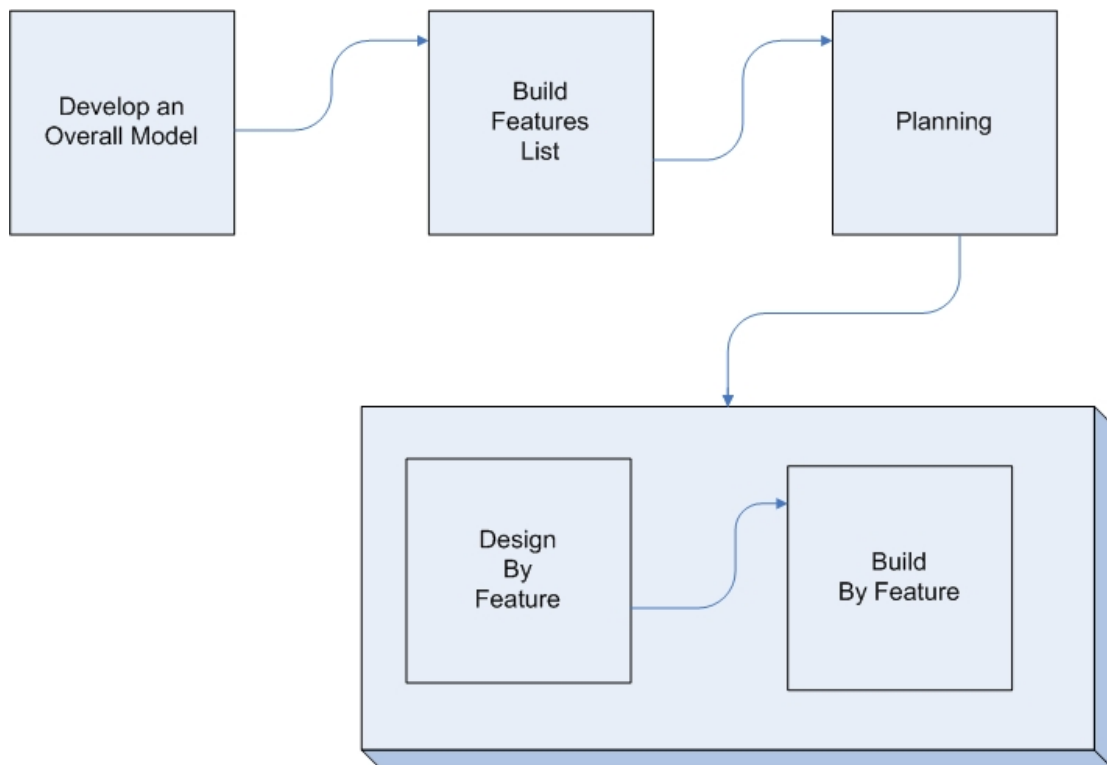 Develop an
Overall Model
Build
Features
List
Planning
Design
By
Feature
Build
By Feature